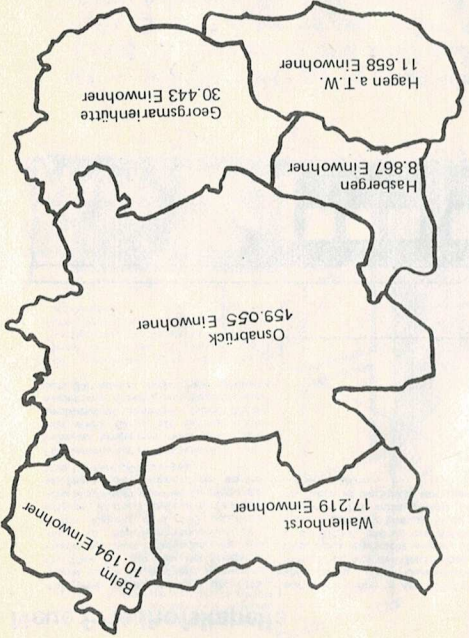 Belm
10.194 Einwohner
Wallenhorst
17.219 Einwohner
Osnabrück
159.055 Einwohner
Hasbergen
8.867 Einwohner
Hagen a.T.W.
11.658 Einwohner
Georgsmarienhütte
30.443 Einwohner